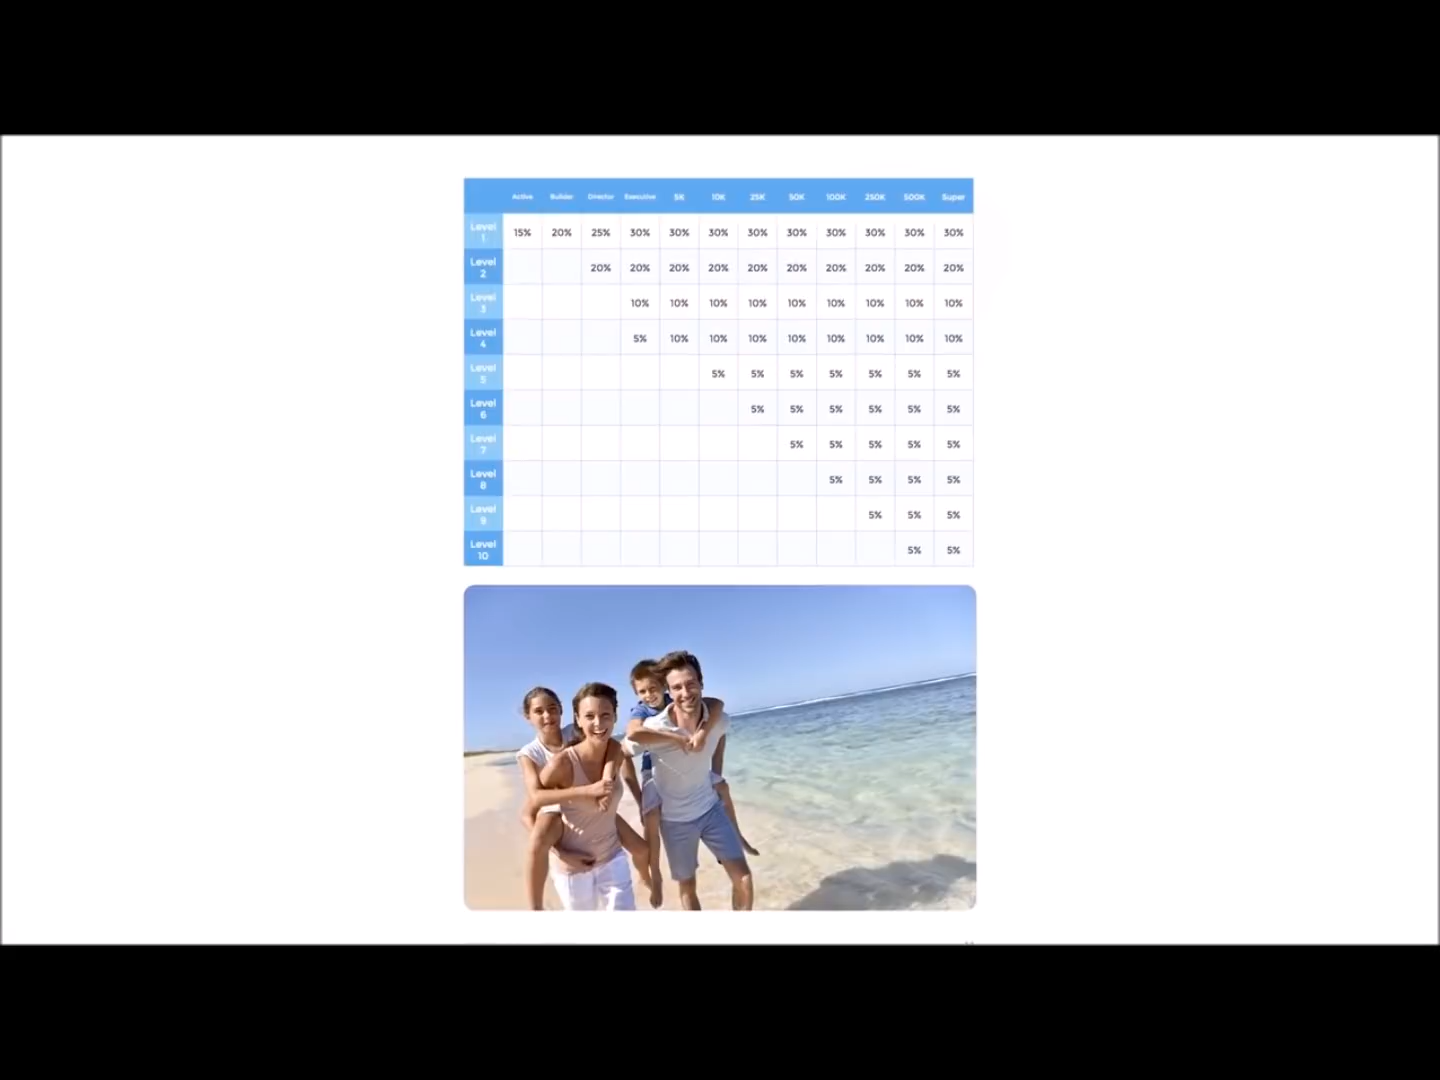 Active Builder Director Executive 5K 10K 25K 50K 100K 250K 500K Super
Level 1 15% 20% 25% 30% 30% 30% 30% 30% 30% 30% 30% 30%
Level 2 20% 20% 20% 20% 20% 20% 20% 20% 20% 20%
Level 3 10% 10% 10% 10% 10% 10% 10% 10% 10%
Level 4 5% 10% 10% 10% 10% 10% 10% 10% 10%
Level 5 5% 5% 5% 5% 5% 5% 5%
Level 6 5% 5% 5% 5% 5% 5%
Level 7 5% 5% 5% 5% 5%
Level 8 5% 5% 5% 5%
Level 9 5% 5% 5%
Level 10 5% 5%